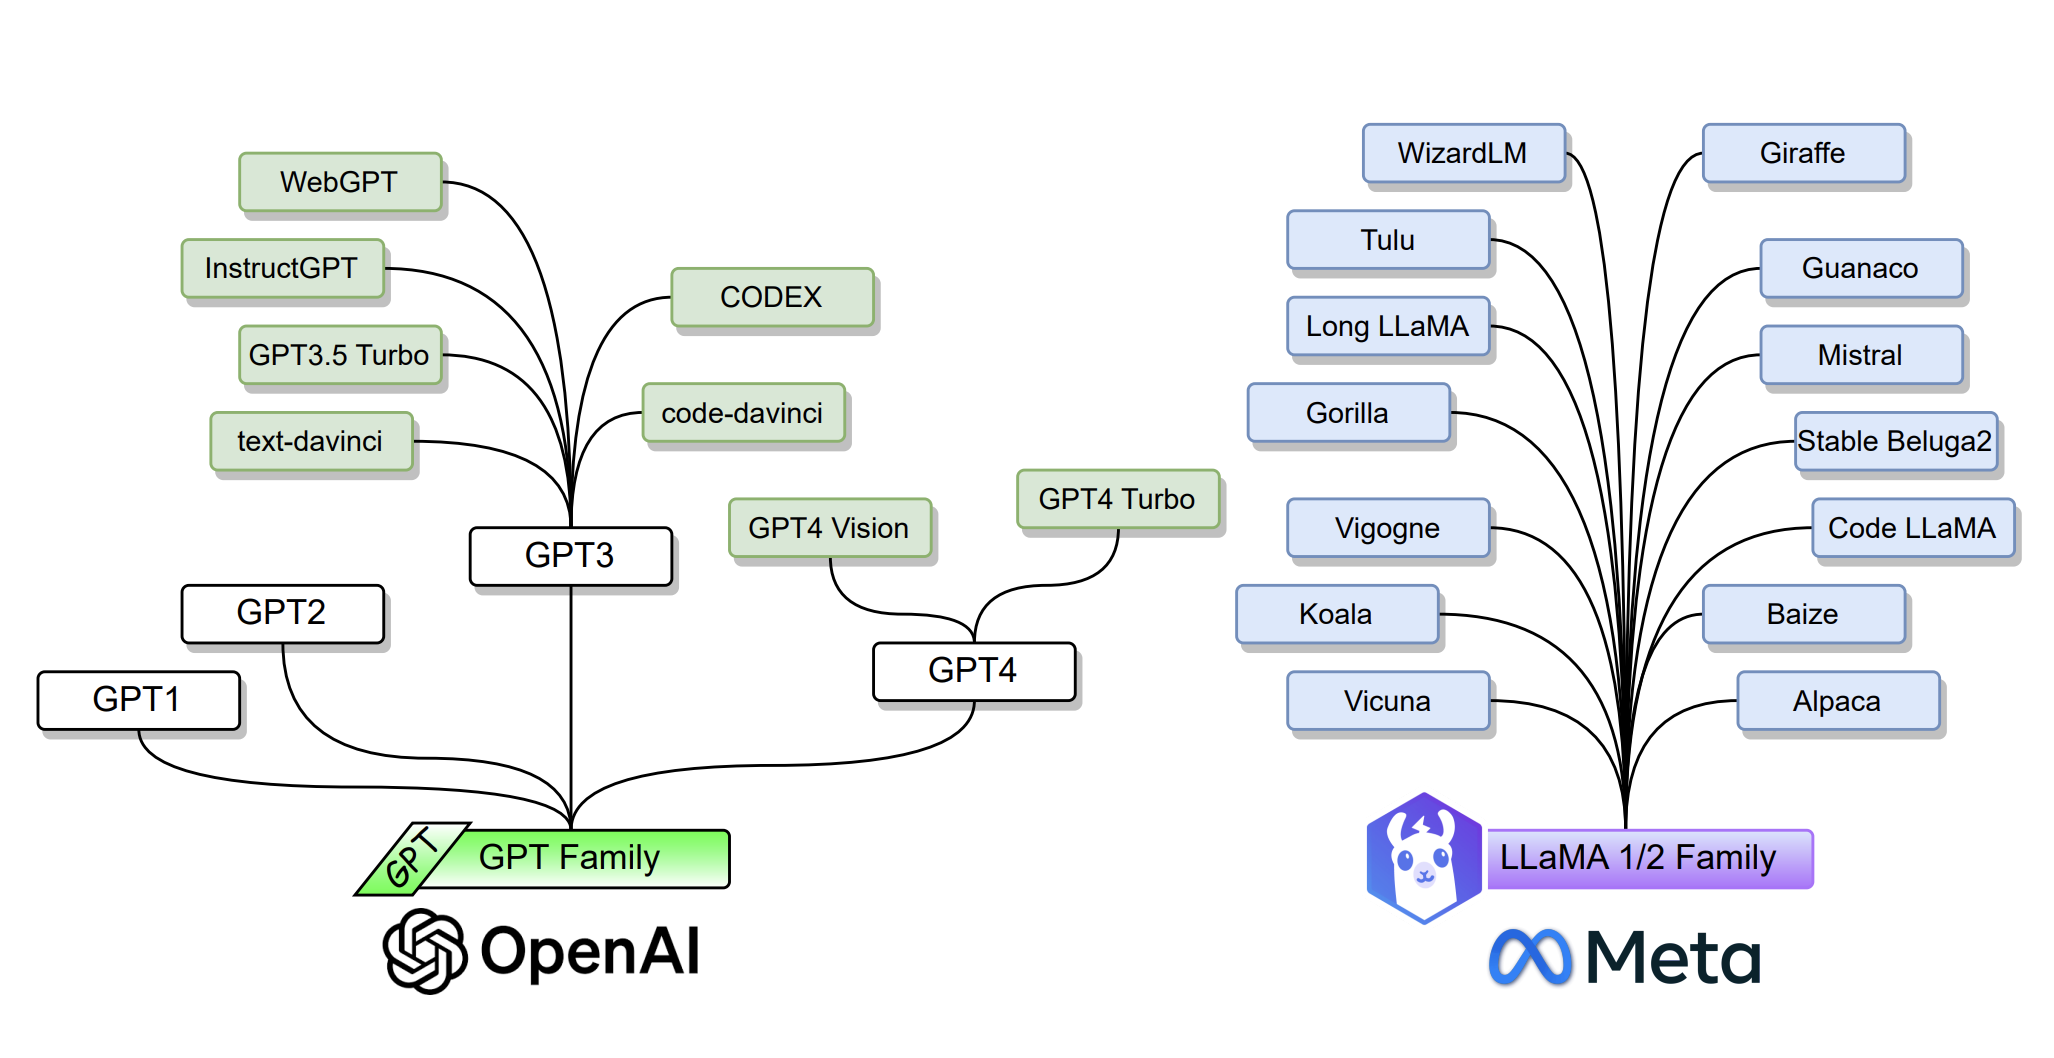 WebGPT
InstructGPT
GPT3.5 Turbo
text-davinci
CODEX
code-davinci
GPT3
GPT4 Vision
GPT4 Turbo
GPT2
GPT1
GPT4
GPT
GPT Family
OpenAI
WizardLM
Giraffe
Tulu
Guanaco
Long LLaMA
Mistral
Gorilla
Stable Beluga2
Vigogne
Code LLaMA
Koala
Baize
Vicuna
Alpaca
LLaMA 1/2 Family
Meta